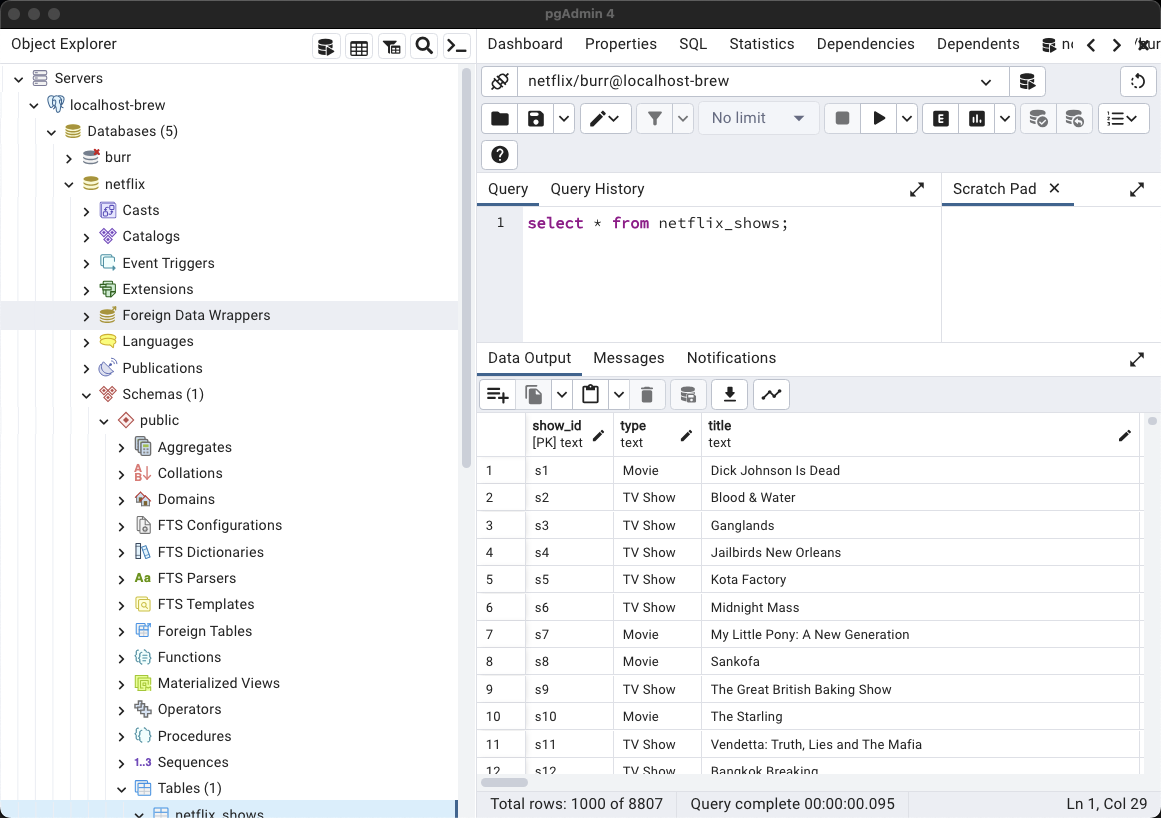 pgAdmin 4
Object Explorer
Dashboard Properties SQL Statistics Dependencies Dependents
Servers
localhost-brew
Databases (5)
burr
netflix
Casts
Catalogs
Event Triggers
Extensions
Foreign Data Wrappers
Languages
Publications
Schemas (1)
public
Aggregates
Collations
Domains
FTS Configurations
FTS Dictionaries
Aa FTS Parsers
FTS Templates
Foreign Tables
Functions
Materialized Views
Operators
Procedures
1..3 Sequences
Tables (1)
netflix_shows
netflix/burr@localhost-brew
No limit
E
Query Query History
Scratch Pad
1 select * from netflix_shows;
Data Output Messages Notifications
show_id type title
[PK] text text text
1 s1 Movie Dick Johnson Is Dead
2 s2 TV Show Blood & Water
3 s3 TV Show Ganglands
4 s4 TV Show Jailbirds New Orleans
5 s5 TV Show Kota Factory
6 s6 TV Show Midnight Mass
7 s7 Movie My Little Pony: A New Generation
8 s8 Movie Sankofa
9 s9 TV Show The Great British Baking Show
10 s10 Movie The Starling
11 s11 TV Show Vendetta: Truth, Lies and The Mafia
12 s12 TV Show Bangkok Breaking
Total rows: 1000 of 8807 Query complete 00:00:00.095 Ln 1, Col 29